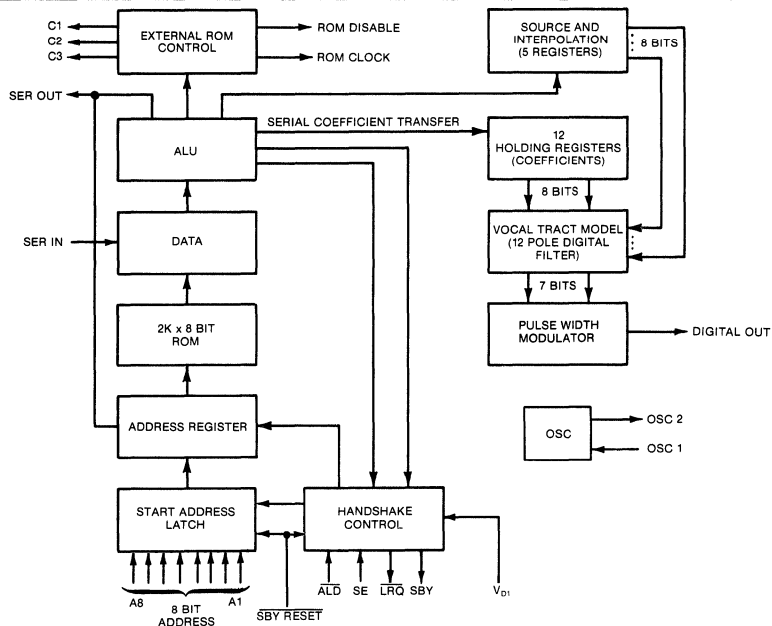 C1
C2
C3
EXTERNAL ROM
CONTROL
ROM DISABLE
ROM CLOCK
SOURCE AND
INTERPOLATION
(5 REGISTERS)
8 BITS
SER OUT
ALU
SERIAL COEFFICIENT TRANSFER
12
HOLDING REGISTERS
(COEFFICIENTS)
8 BITS
SER IN
DATA
VOCAL TRACT MODEL
(12 POLE DIGITAL
FILTER)
7 BITS
2K x 8 BIT
ROM
PULSE WIDTH
MODULATOR
DIGITAL OUT
ADDRESS REGISTER
OSC
OSC 2
OSC 1
START ADDRESS
LATCH
HANDSHAKE
CONTROL
A8
A1
8 BIT
ADDRESS
SBY RESET
ALD
SE
LRQ
SBY
VD1